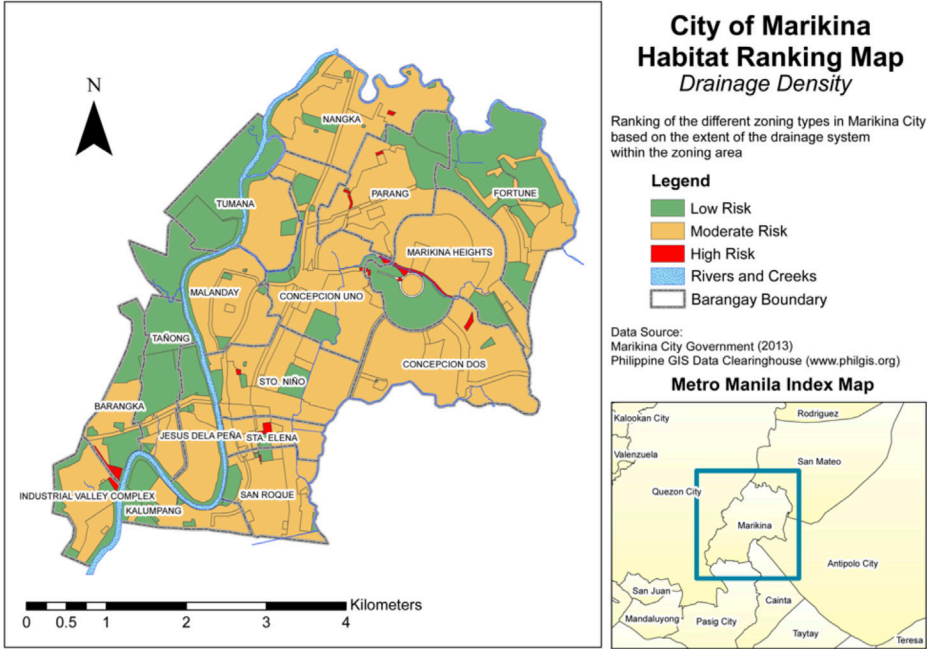 City of Marikina
Habitat Ranking Map
Drainage Density
Ranking of the different zoning types in Marikina City
based on the extent of the drainage system
within the zoning area
Legend
Low Risk
Moderate Risk
High Risk
Rivers and Creeks
Barangay Boundary
Data Source:
Marikina City Government (2013)
Philippine GIS Data Clearinghouse (www.philgis.org)
Metro Manila Index Map
Kalookan City
Rodriguez
Valenzuela
San Mateo
Quezon City
Marikina
Antipolo City
San Juan
Cainta
Mandaluyong
Pasig City
Taytay
Teresa
N
NANGKA
PARANG
FORTUNE
TUMANA
MARIKINA HEIGHTS
MALANDAY
CONCEPCION UNO
TAÑONG
CONCEPCION DOS
STO. NIÑO
BARANGKA
JESUS DELA PEÑA
STA. ELENA
INDUSTRIAL VALLEY COMPLEX
SAN ROQUE
KALUMPANG
Kilometers
0 0.5 1 2 3 4